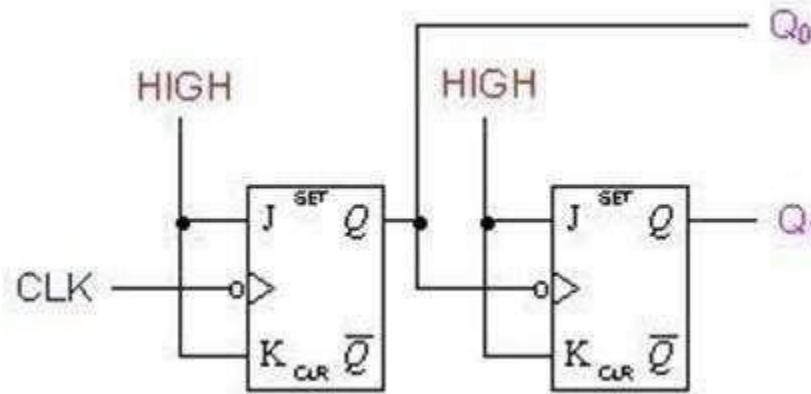 Q0
HIGH HIGH
SET SET
J Q J Q Q
CLK
K Q̅ K Q̅
CLR CLR